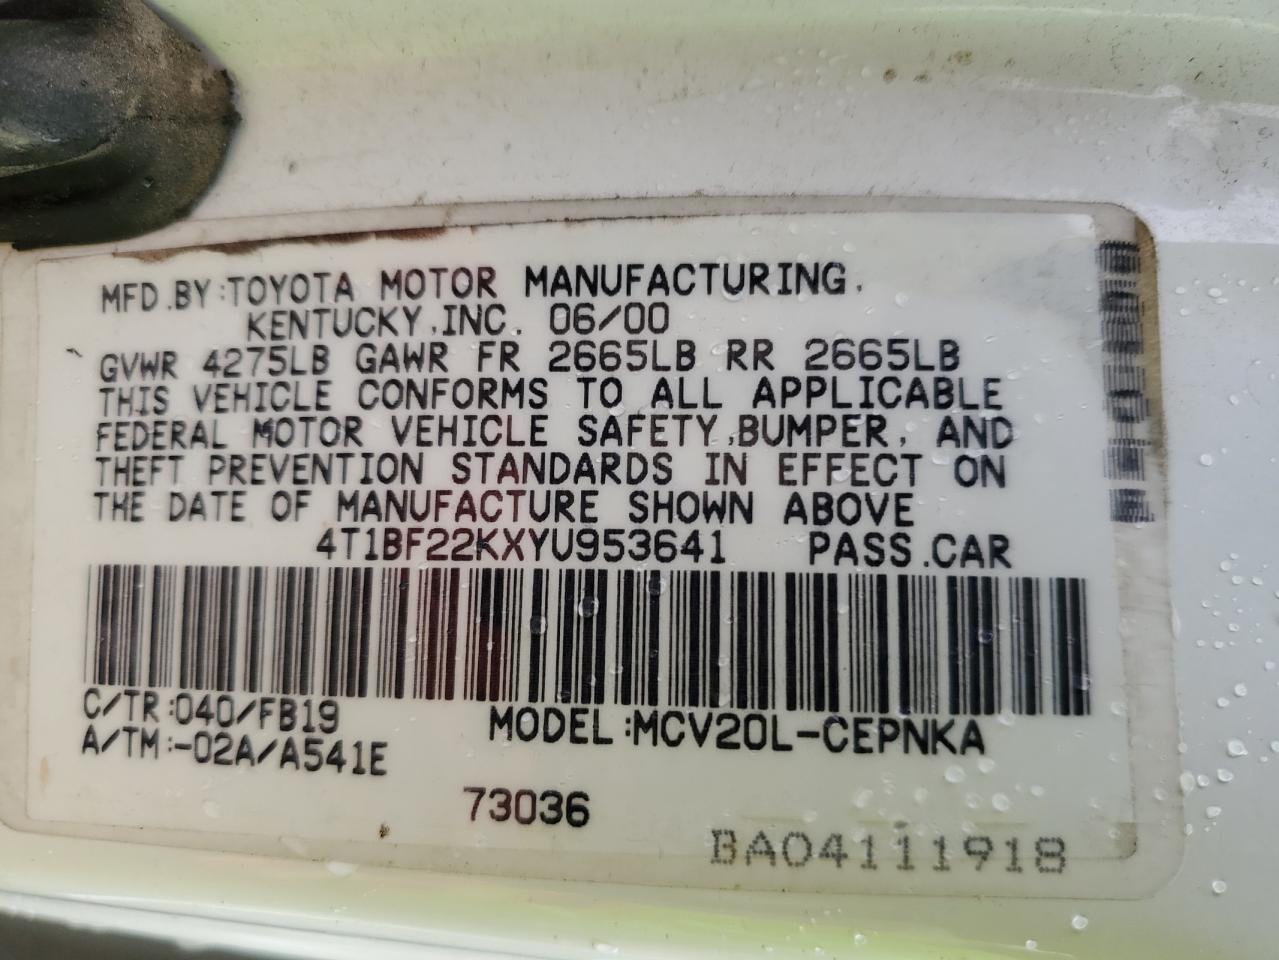 MFD.BY:TOYOTA MOTOR MANUFACTURING,
KENTUCKY,INC. 06/00
GVWR 4275LB GAWR FR 2665LB RR 2665LB
THIS VEHICLE CONFORMS TO ALL APPLICABLE
FEDERAL MOTOR VEHICLE SAFETY,BUMPER, AND
THEFT PREVENTION STANDARDS IN EFFECT ON
THE DATE OF MANUFACTURE SHOWN ABOVE
4T1BF22KXYU953641 PASS.CAR
C/TR:040/FB19 MODEL:MCV20L-CEPNKA
A/TM:-02A/A541E
73036
BA04111918